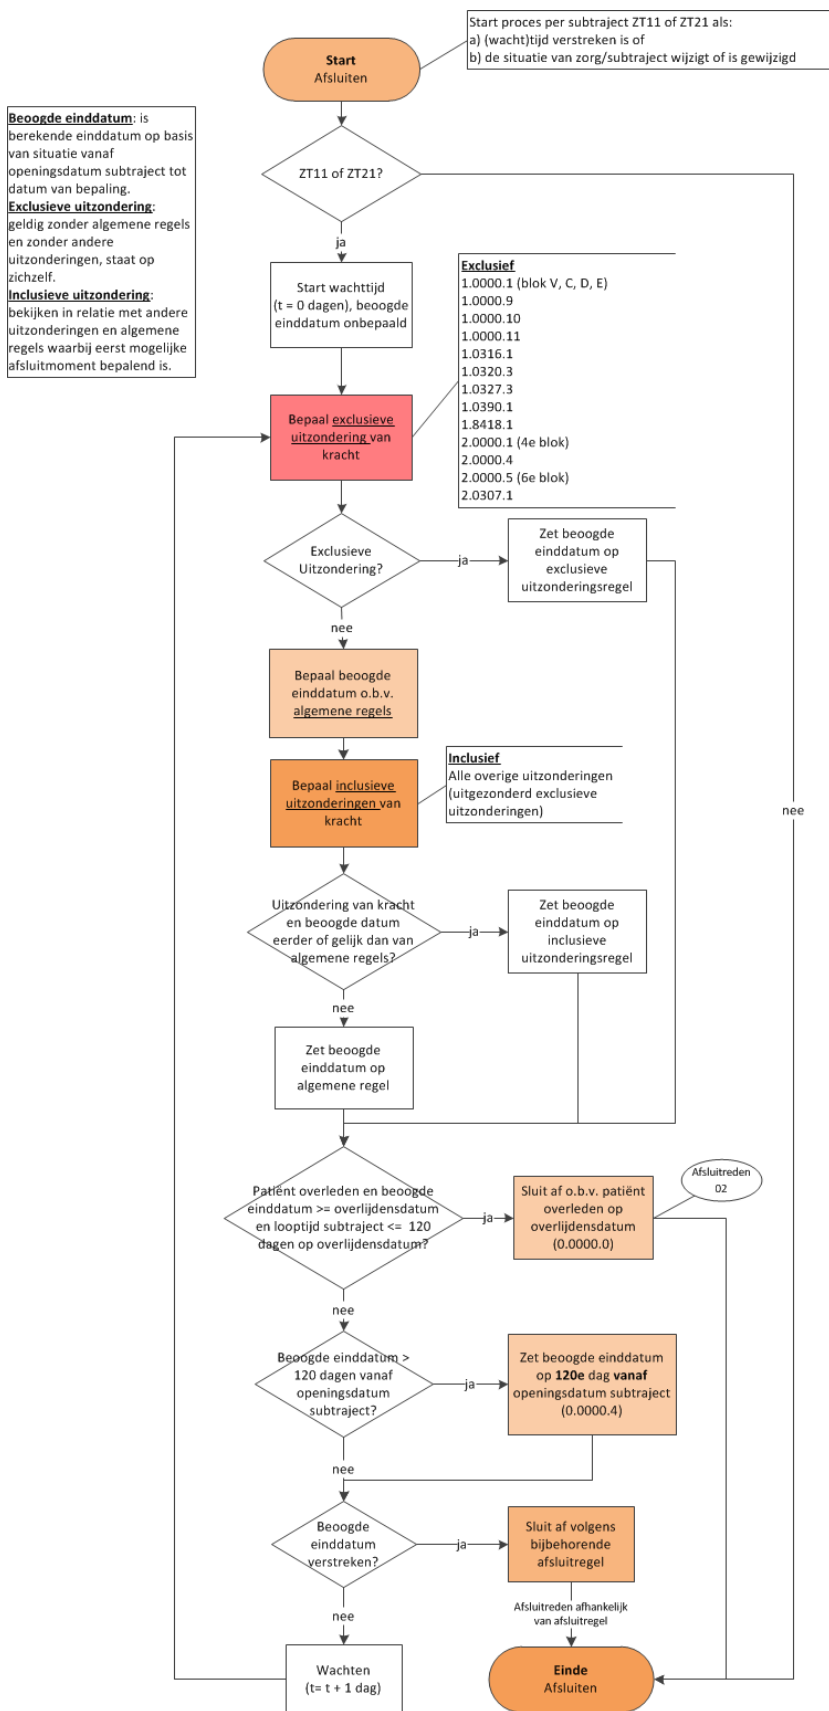 Start proces per subtraject ZT11 of ZT21 als:
a) (wacht)tijd verstreken is of
b) de situatie van zorg/subtraject wijzigt of is gewijzigd
Start
Afsluiten
Beoogde einddatum: is
berekende einddatum op basis
van situatie vanaf
openingsdatum subtraject tot
datum van bepaling.
Exclusieve uitzondering:
geldig zonder algemene regels
en zonder andere
uitzonderingen, staat op
zichzelf.
Inclusieve uitzondering:
bekijken in relatie met andere
uitzonderingen en algemene
regels waarbij eerst mogelijke
afsluitmoment bepalend is.
ZT11 of ZT21?
ja
Start wachttijd
(t = 0 dagen), beoogde
einddatum onbepaald
Exclusief
1.0000.1 (blok V, C, D, E)
1.0000.9
1.0000.10
1.0000.11
1.0316.1
1.0320.3
1.0327.3
1.0390.1
1.8418.1
2.0000.1 (4e blok)
2.0000.4
2.0000.5 (6e blok)
2.0307.1
Bepaal exclusieve
uitzondering van
kracht
Exclusieve
Uitzondering?
ja
Zet beoogde
einddatum op
exclusieve
uitzonderingsregel
nee
Bepaal beoogde
einddatum o.b.v.
algemene regels
Bepaal inclusieve
uitzonderingen van
kracht
Inclusief
Alle overige uitzonderingen
(uitgezonderd exclusieve
uitzonderingen)
nee
Uitzondering van kracht
en beoogde datum
eerder of gelijk dan van
algemene regels?
ja
Zet beoogde
einddatum op
inclusieve
uitzonderingsregel
nee
Zet beoogde
einddatum op
algemene regel
Patiënt overleden en beoogde
einddatum >= overlijdensdatum
en looptijd subtraject <= 120
dagen op overlijdensdatum?
ja
Sluit af o.b.v. patiënt
overleden op
overlijdensdatum
(0.0000.0)
Afsluitreden
02
nee
Beoogde einddatum >
120 dagen vanaf
openingsdatum
subtraject?
ja
Zet beoogde einddatum
op 120e dag vanaf
openingsdatum subtraject
(0.0000.4)
nee
Beoogde
einddatum
verstreken?
ja
Sluit af volgens
bijbehorende
afsluitregel
Afsluitreden afhankelijk
van afsluitregel
nee
Wachten
(t= t + 1 dag)
Einde
Afsluiten